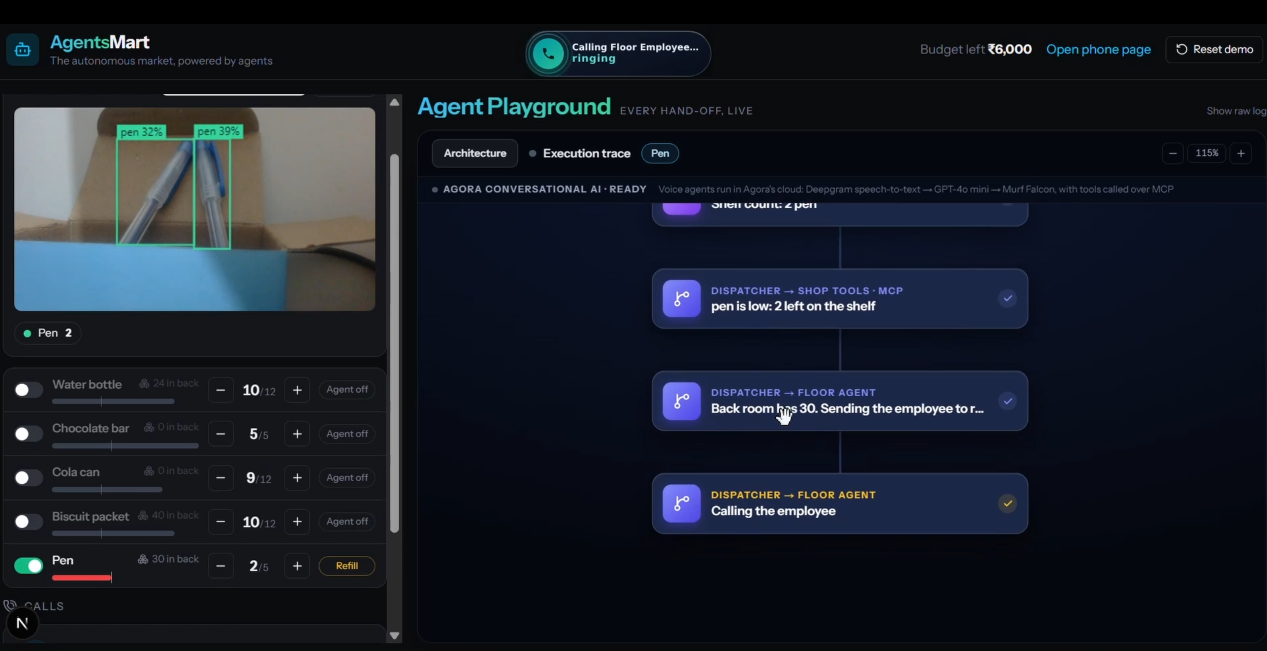 AgentsMart
The autonomous market, powered by agents
Calling Floor Employee...
ringing
Budget left ₹6,000
Open phone page
Reset demo
pen 32%
pen 39%
Pen 2
Water bottle
24 in back
− 10/12 +
Agent off
Chocolate bar
0 in back
− 5/5 +
Agent off
Cola can
0 in back
− 9/12 +
Agent off
Biscuit packet
40 in back
− 10/12 +
Agent off
Pen
30 in back
− 2/5 +
Refill
CALLS
N
Agent Playground
EVERY HAND-OFF, LIVE
Show raw log
Architecture
Execution trace
Pen
− 115% +
AGORA CONVERSATIONAL AI · READY
Voice agents run in Agora's cloud: Deepgram speech-to-text → GPT-4o mini → Murf Falcon, with tools called over MCP
Shelf count: 2 pen
DISPATCHER → SHOP TOOLS · MCP
pen is low: 2 left on the shelf
DISPATCHER → FLOOR AGENT
Back room has 30. Sending the employee to r...
DISPATCHER → FLOOR AGENT
Calling the employee